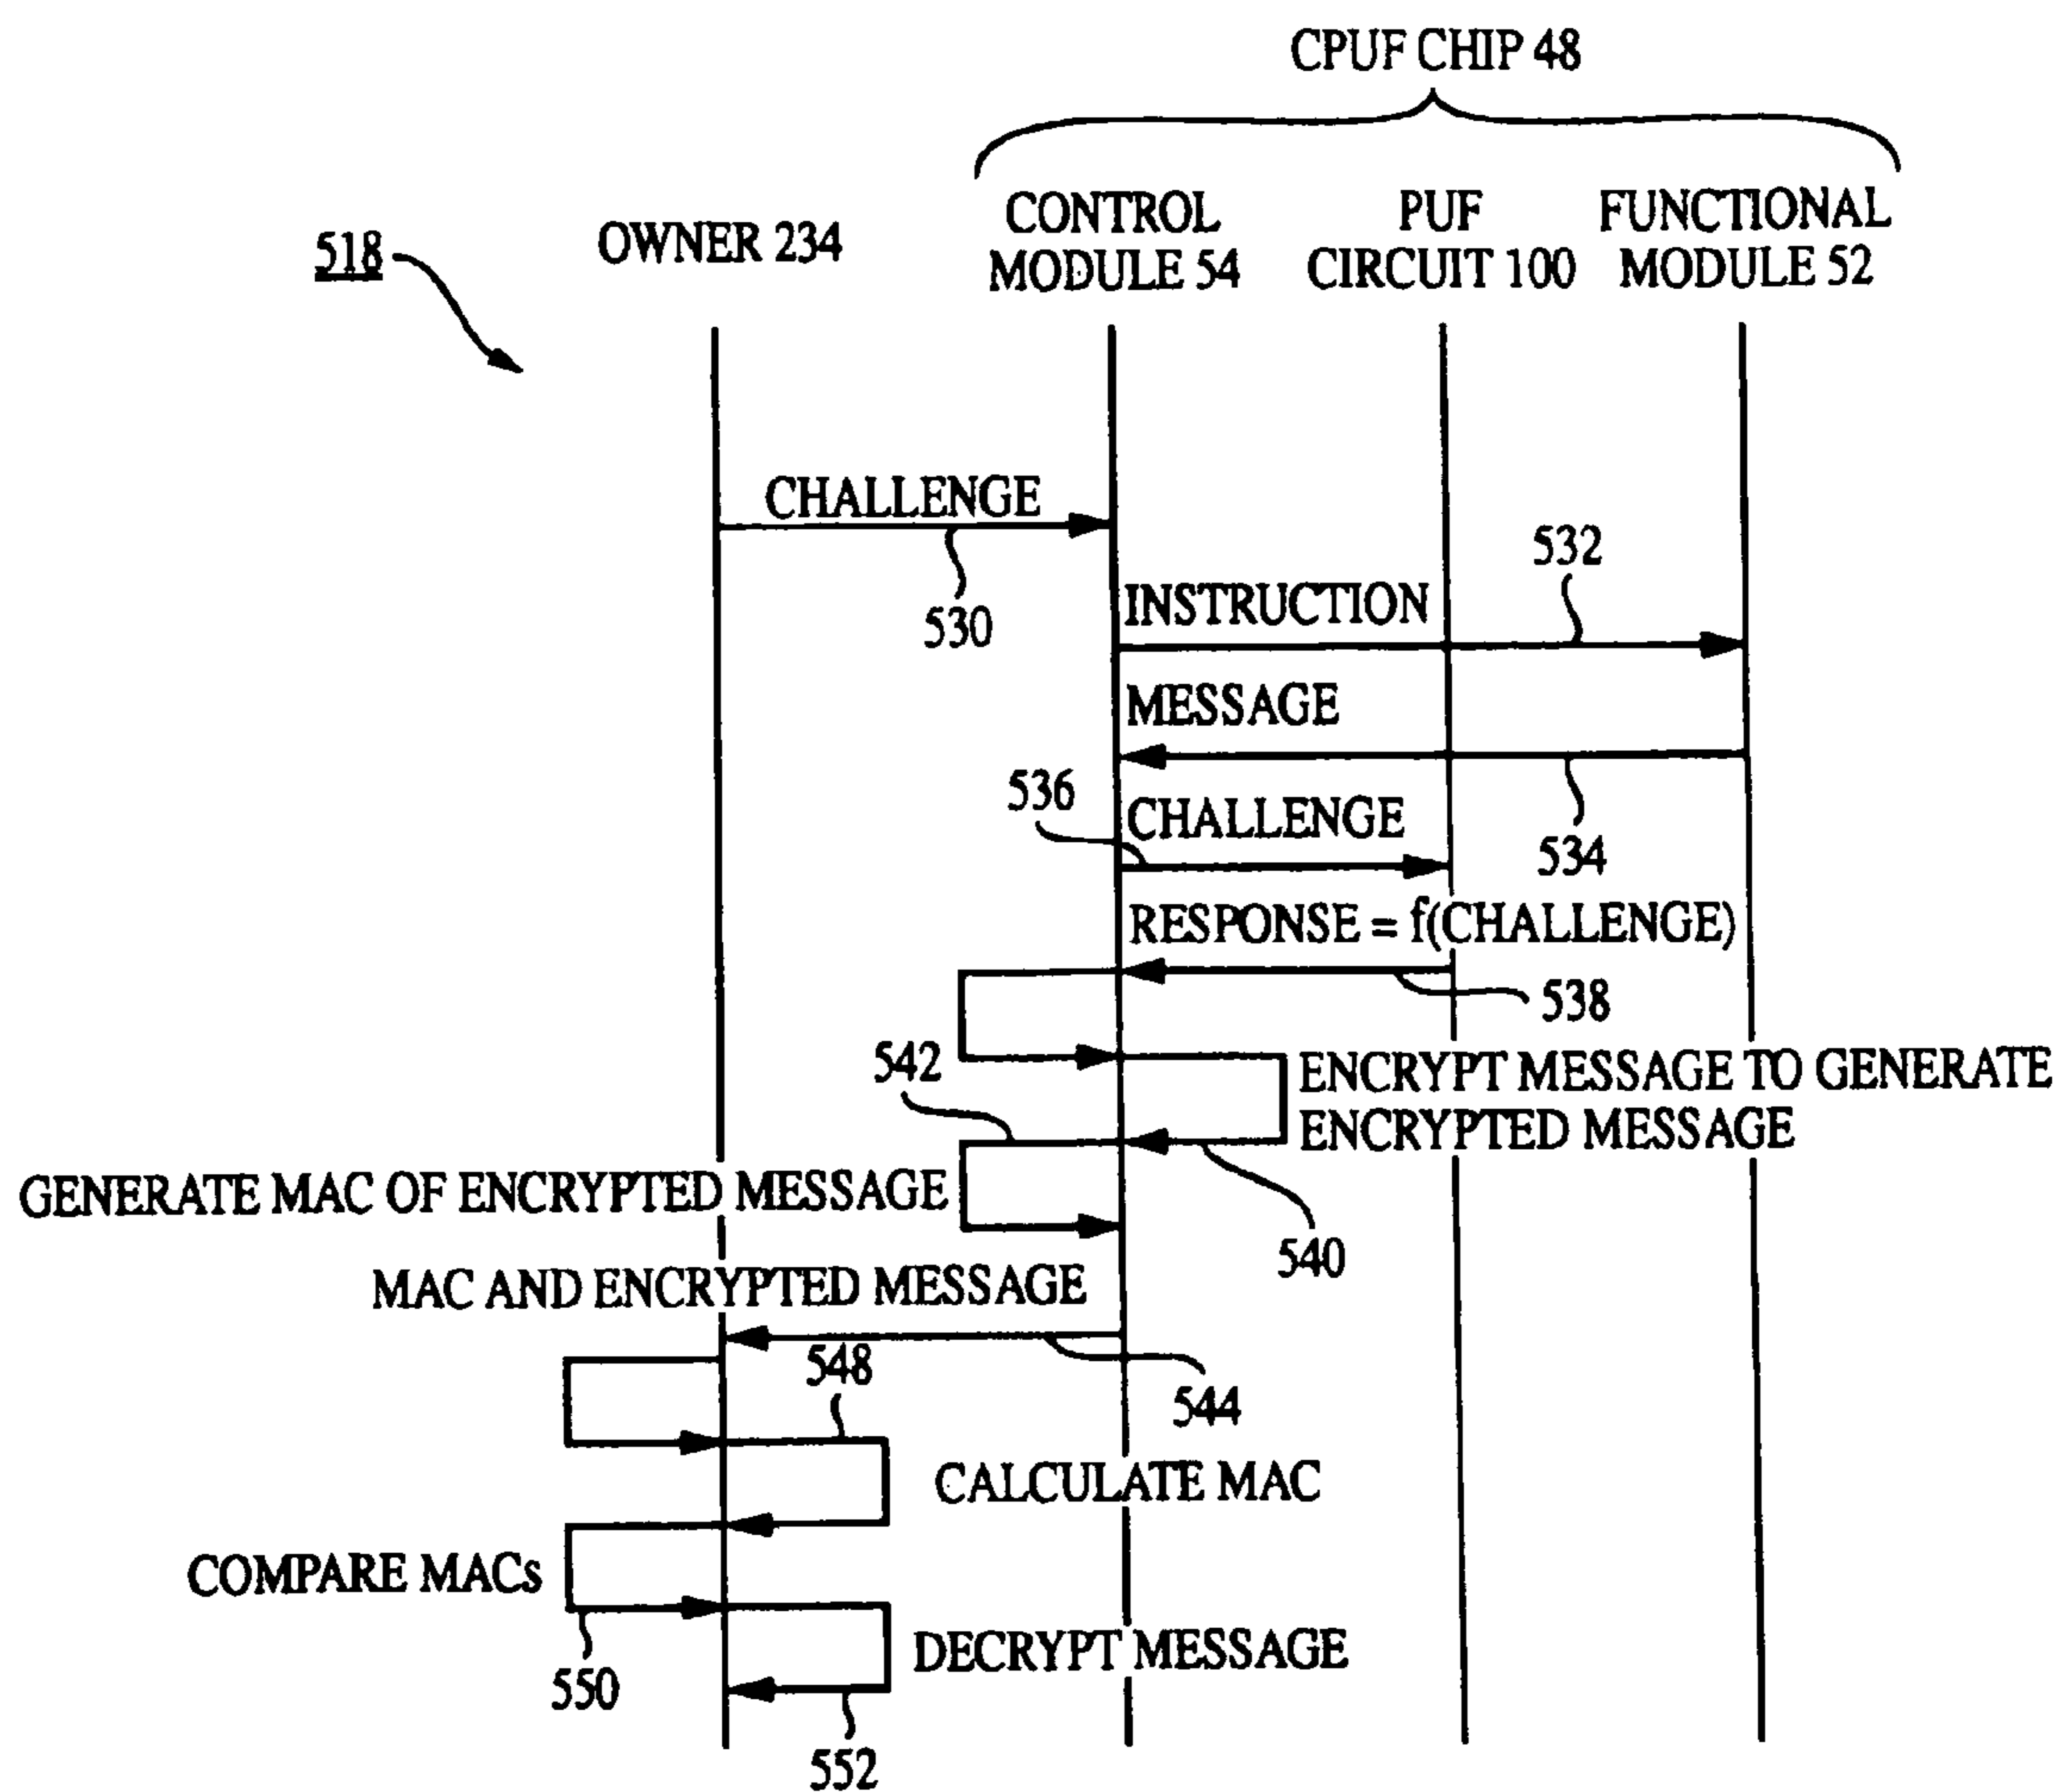 CPUF CHIP 48
518
OWNER 234
CONTROL
MODULE 54
PUF
CIRCUIT 100
FUNCTIONAL
MODULE 52
CHALLENGE
530
532
INSTRUCTION
MESSAGE
534
536
CHALLENGE
RESPONSE = f(CHALLENGE)
538
542
ENCRYPT MESSAGE TO GENERATE
ENCRYPTED MESSAGE
540
GENERATE MAC OF ENCRYPTED MESSAGE
MAC AND ENCRYPTED MESSAGE
544
548
CALCULATE MAC
COMPARE MACs
550
DECRYPT MESSAGE
552